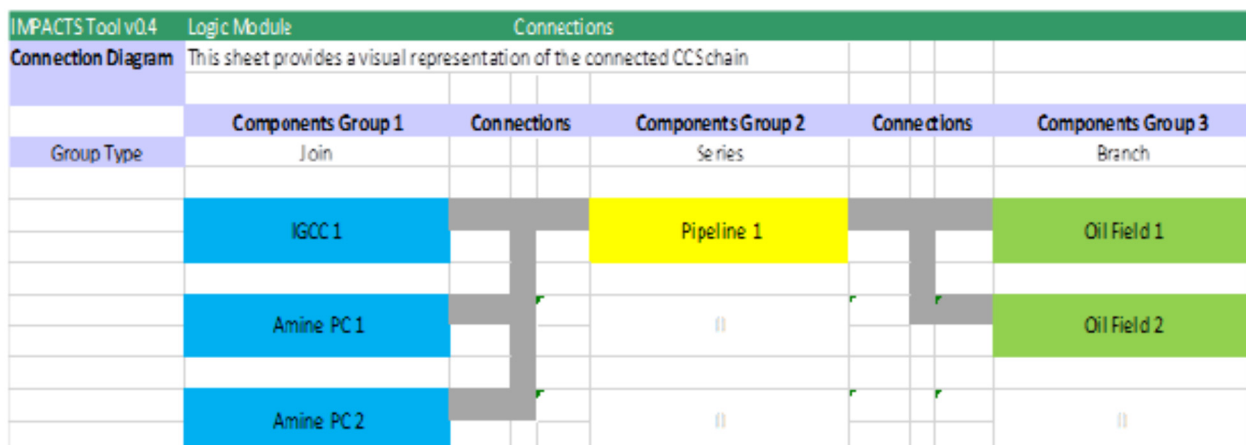 IMPACTS Tool v0.4 Logic Module Connections
Connection Diagram This sheet provides a visual representation of the connected CCS chain
Components Group 1 Connections Components Group 2 Connections Components Group 3
Group Type Join Series Branch
IGCC 1 Pipeline 1 Oil Field 1
Amine PC 1 Oil Field 2
Amine PC 2